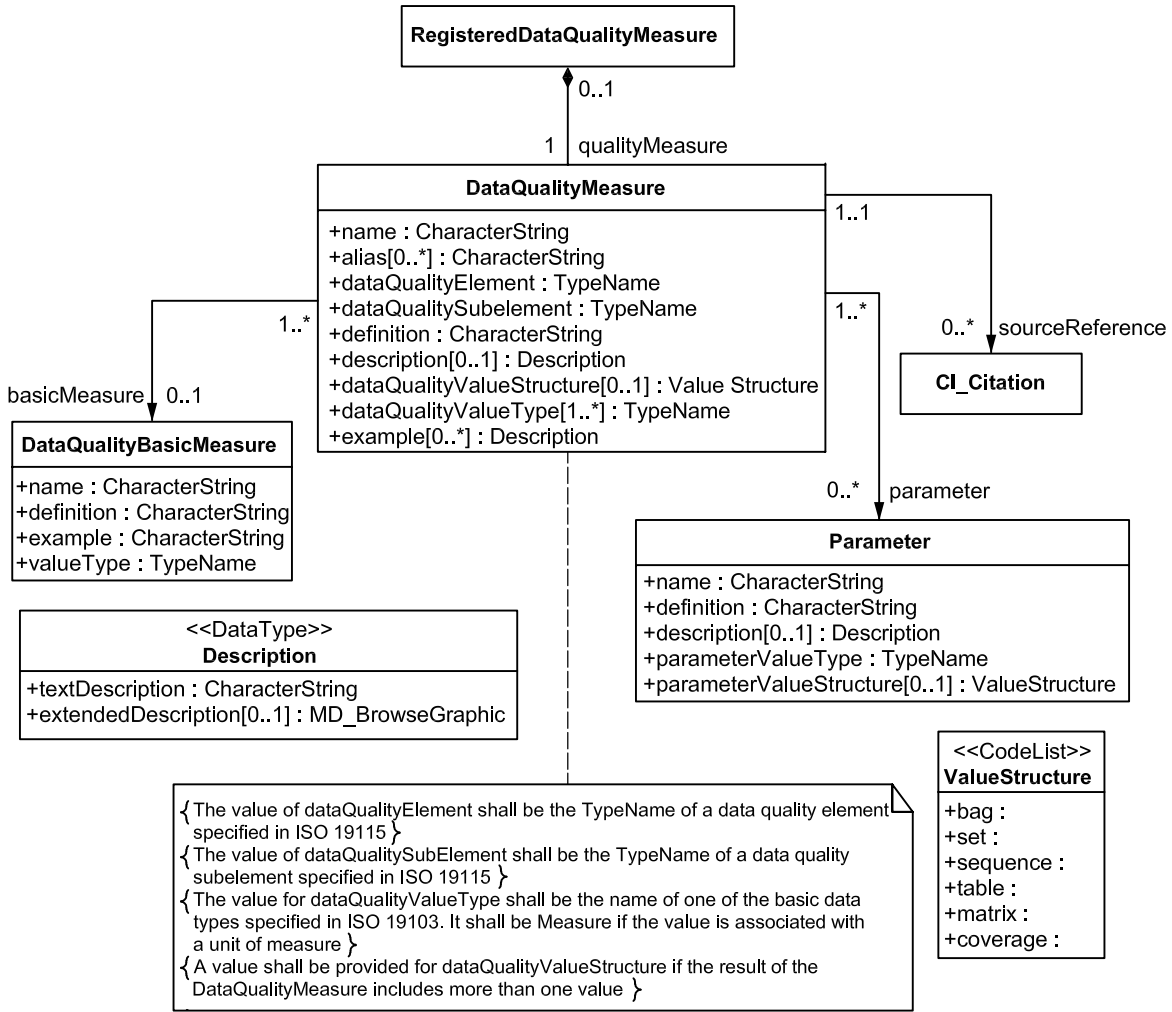 RegisteredDataQualityMeasure
0..1
1 qualityMeasure
DataQualityMeasure
+name : CharacterString
+alias[0..*] : CharacterString
+dataQualityElement : TypeName
+dataQualitySubelement : TypeName
+definition : CharacterString
+description[0..1] : Description
+dataQualityValueStructure[0..1] : Value Structure
+dataQualityValueType[1..*] : TypeName
+example[0..*] : Description
1..1
0..* sourceReference
CI_Citation
1..*
basicMeasure 0..1
DataQualityBasicMeasure
+name : CharacterString
+definition : CharacterString
+example : CharacterString
+valueType : TypeName
1..*
0..* parameter
Parameter
+name : CharacterString
+definition : CharacterString
+description[0..1] : Description
+parameterValueType : TypeName
+parameterValueStructure[0..1] : ValueStructure
<<DataType>>
Description
+textDescription : CharacterString
+extendedDescription[0..1] : MD_BrowseGraphic
<<CodeList>>
ValueStructure
+bag :
+set :
+sequence :
+table :
+matrix :
+coverage :
{The value of dataQualityElement shall be the TypeName of a data quality element
specified in ISO 19115}
{The value of dataQualitySubElement shall be the TypeName of a data quality
subelement specified in ISO 19115 }
{The value for dataQualityValueType shall be the name of one of the basic data
types specified in ISO 19103. It shall be Measure if the value is associated with
a unit of measure }
{A value shall be provided for dataQualityValueStructure if the result of the
DataQualityMeasure includes more than one value }